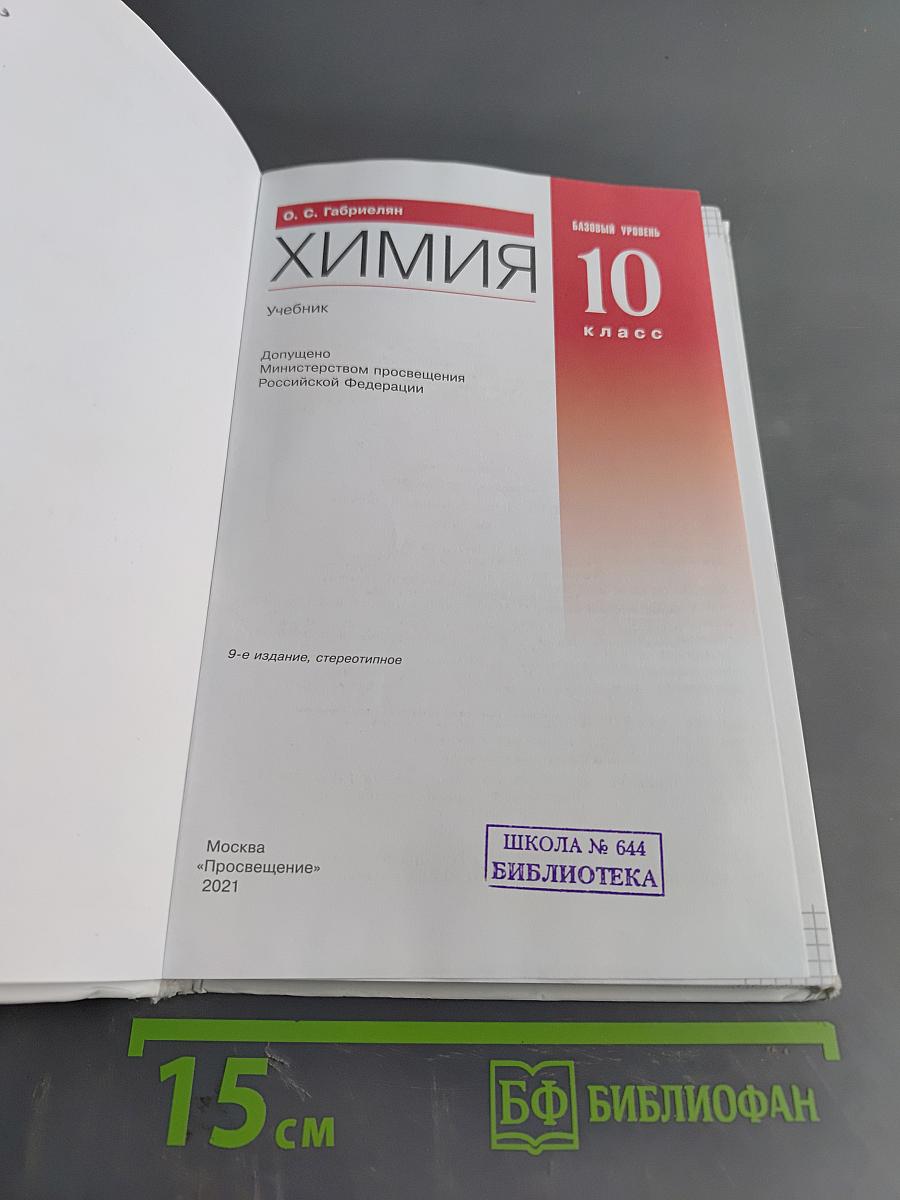 О. С. Габриелян
ХИМИЯ
Учебник
БАЗОВЫЙ УРОВЕНЬ
10
класс
Допущено
Министерством просвещения
Российской Федерации
9-е издание, стереотипное
Москва
«Просвещение»
2021
ШКОЛА № 644
БИБЛИОТЕКА
15 см
БФ БИБЛИОФАН